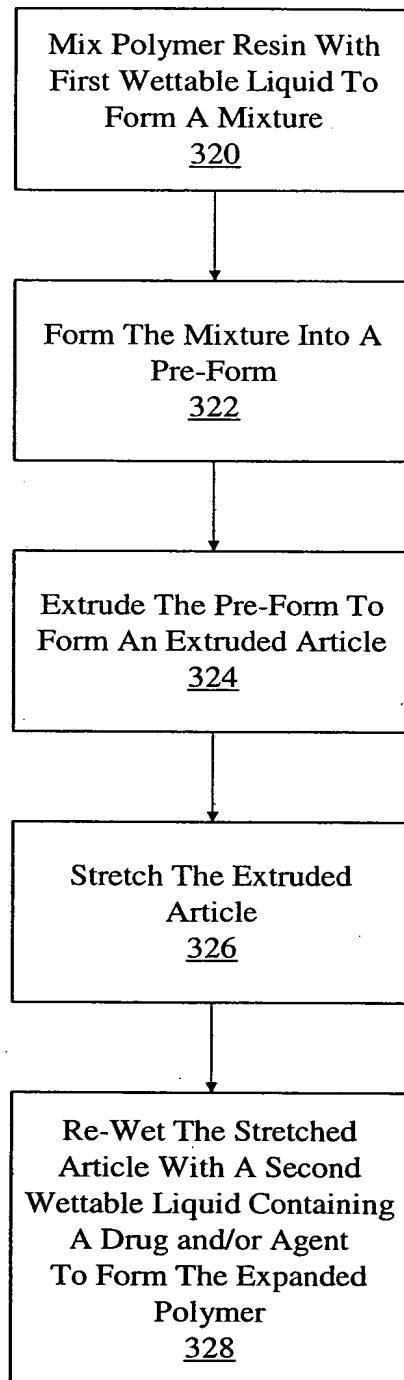 Mix Polymer Resin With
First Wettable Liquid To
Form A Mixture
320
Form The Mixture Into A
Pre-Form
322
Extrude The Pre-Form To
Form An Extruded Article
324
Stretch The Extruded
Article
326
Re-Wet The Stretched
Article With A Second
Wettable Liquid Containing
A Drug and/or Agent
To Form The Expanded
Polymer
328